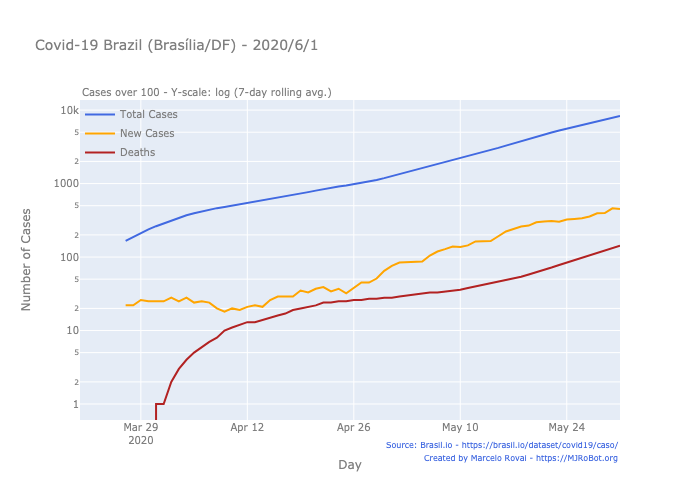 Covid-19 Brazil (Brasília/DF) - 2020/6/1
Cases over 100 - Y-scale: log (7-day rolling avg.)
Total Cases
New Cases
Deaths
Number of Cases
10k
5
2
1000
5
2
100
5
2
10
5
2
1
Mar 29
2020
Apr 12
Apr 26
May 10
May 24
Day
Source: Brasil.io - https://brasil.io/dataset/covid19/caso/
Created by Marcelo Rovai - https://MJRoBot.org